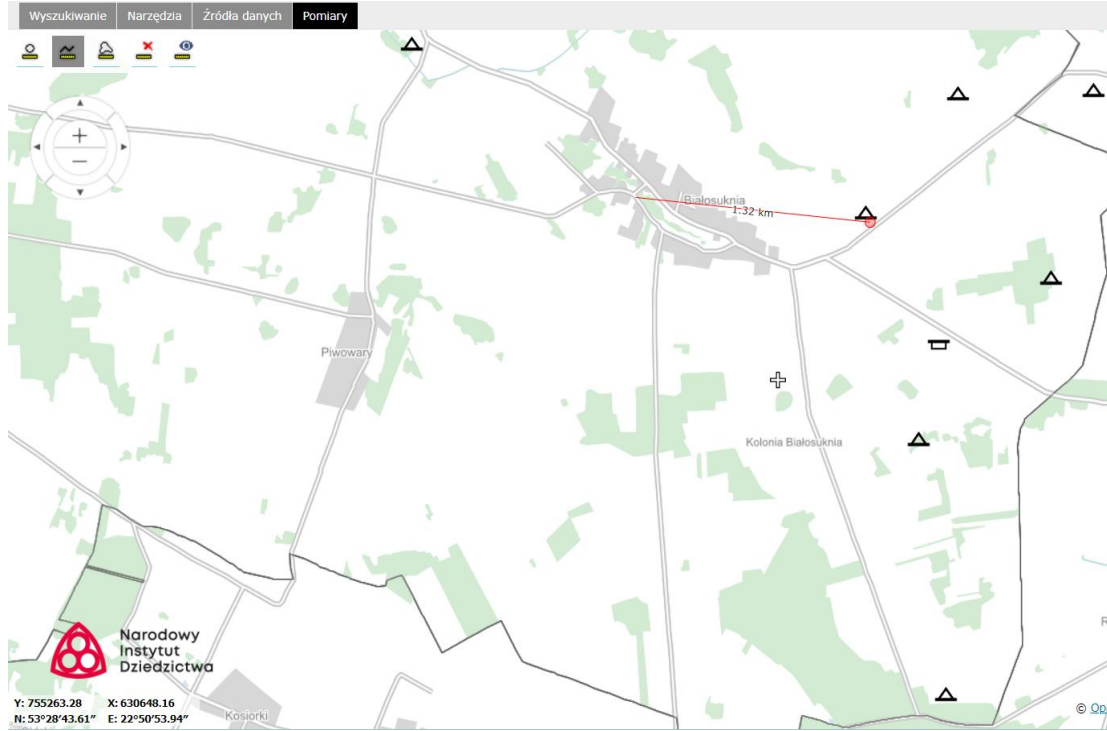 Wyszukiwanie Narzędzia Źródła danych Pomiary
Białosuknia
1.32 km
Piwowary
Kolonia Białosuknia
Narodowy
Instytut
Dziedzictwa
Y: 755263.28 X: 630648.16
N: 53°28'43.61" E: 22°50'53.94"
Kosiorki
© Op
R